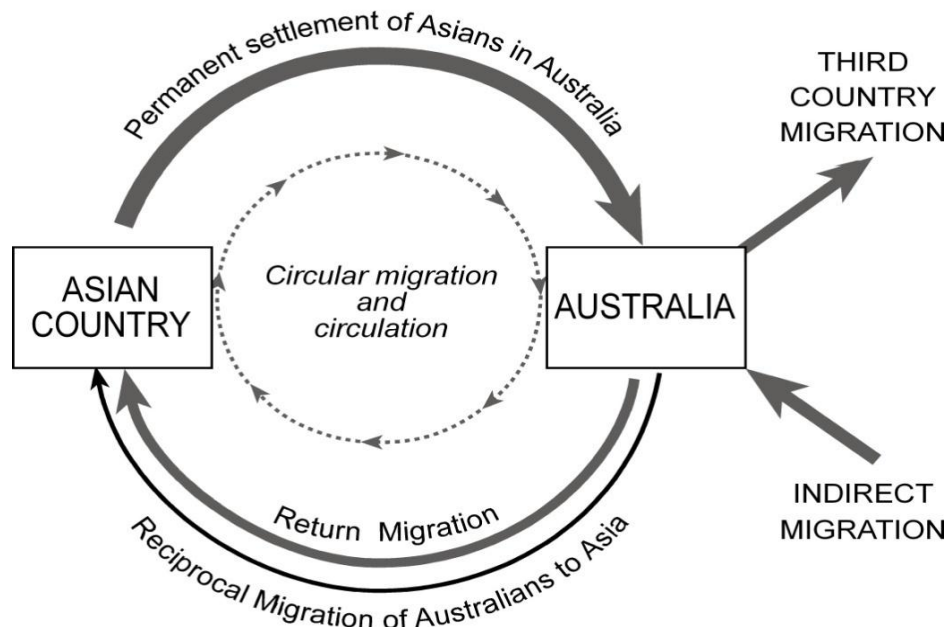 Permanent settlement of Asians in Australia
THIRD
COUNTRY
MIGRATION
ASIAN
COUNTRY
Circular migration
and
circulation
AUSTRALIA
Return Migration
Reciprocal Migration of Australians to Asia
INDIRECT
MIGRATION